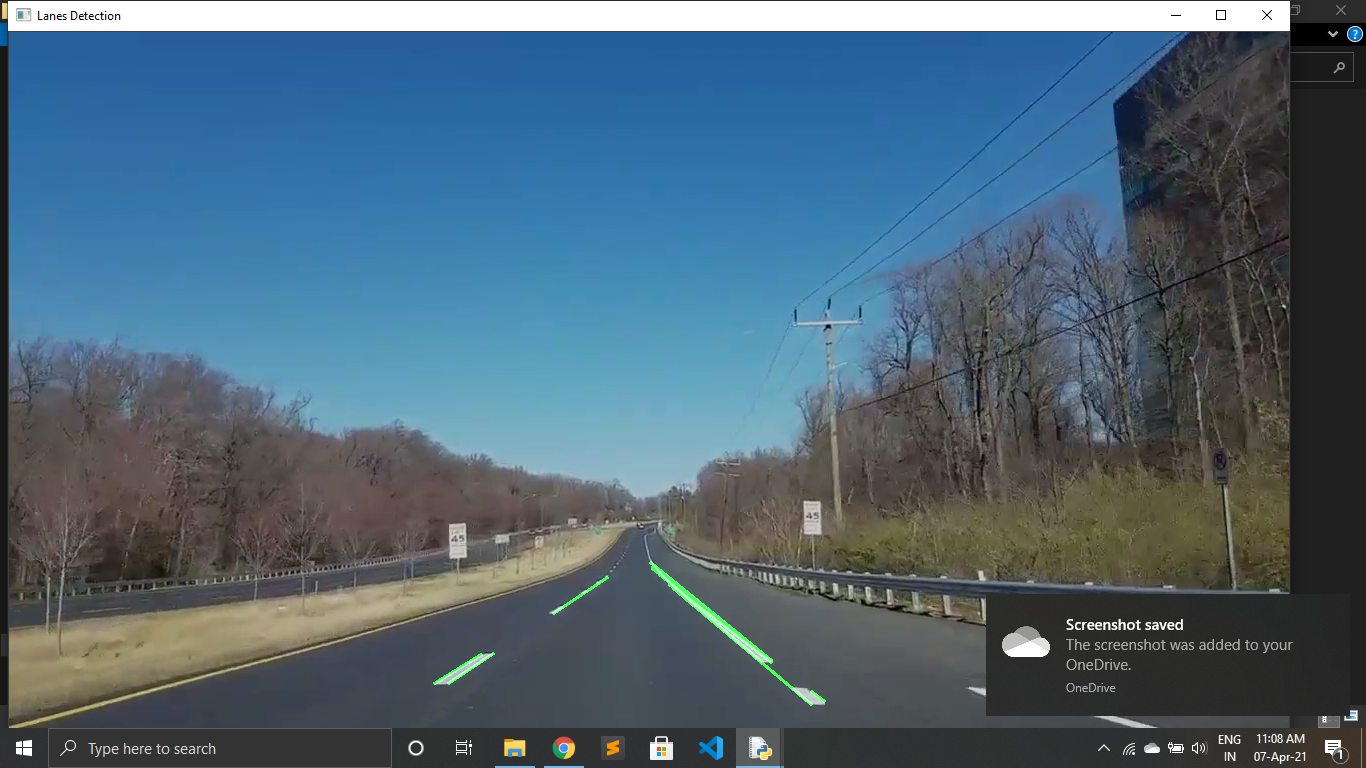 Lanes Detection
45
45
Screenshot saved
The screenshot was added to your
OneDrive.
OneDrive
Type here to search
ENG
IN
11:08 AM
07-Apr-21
1